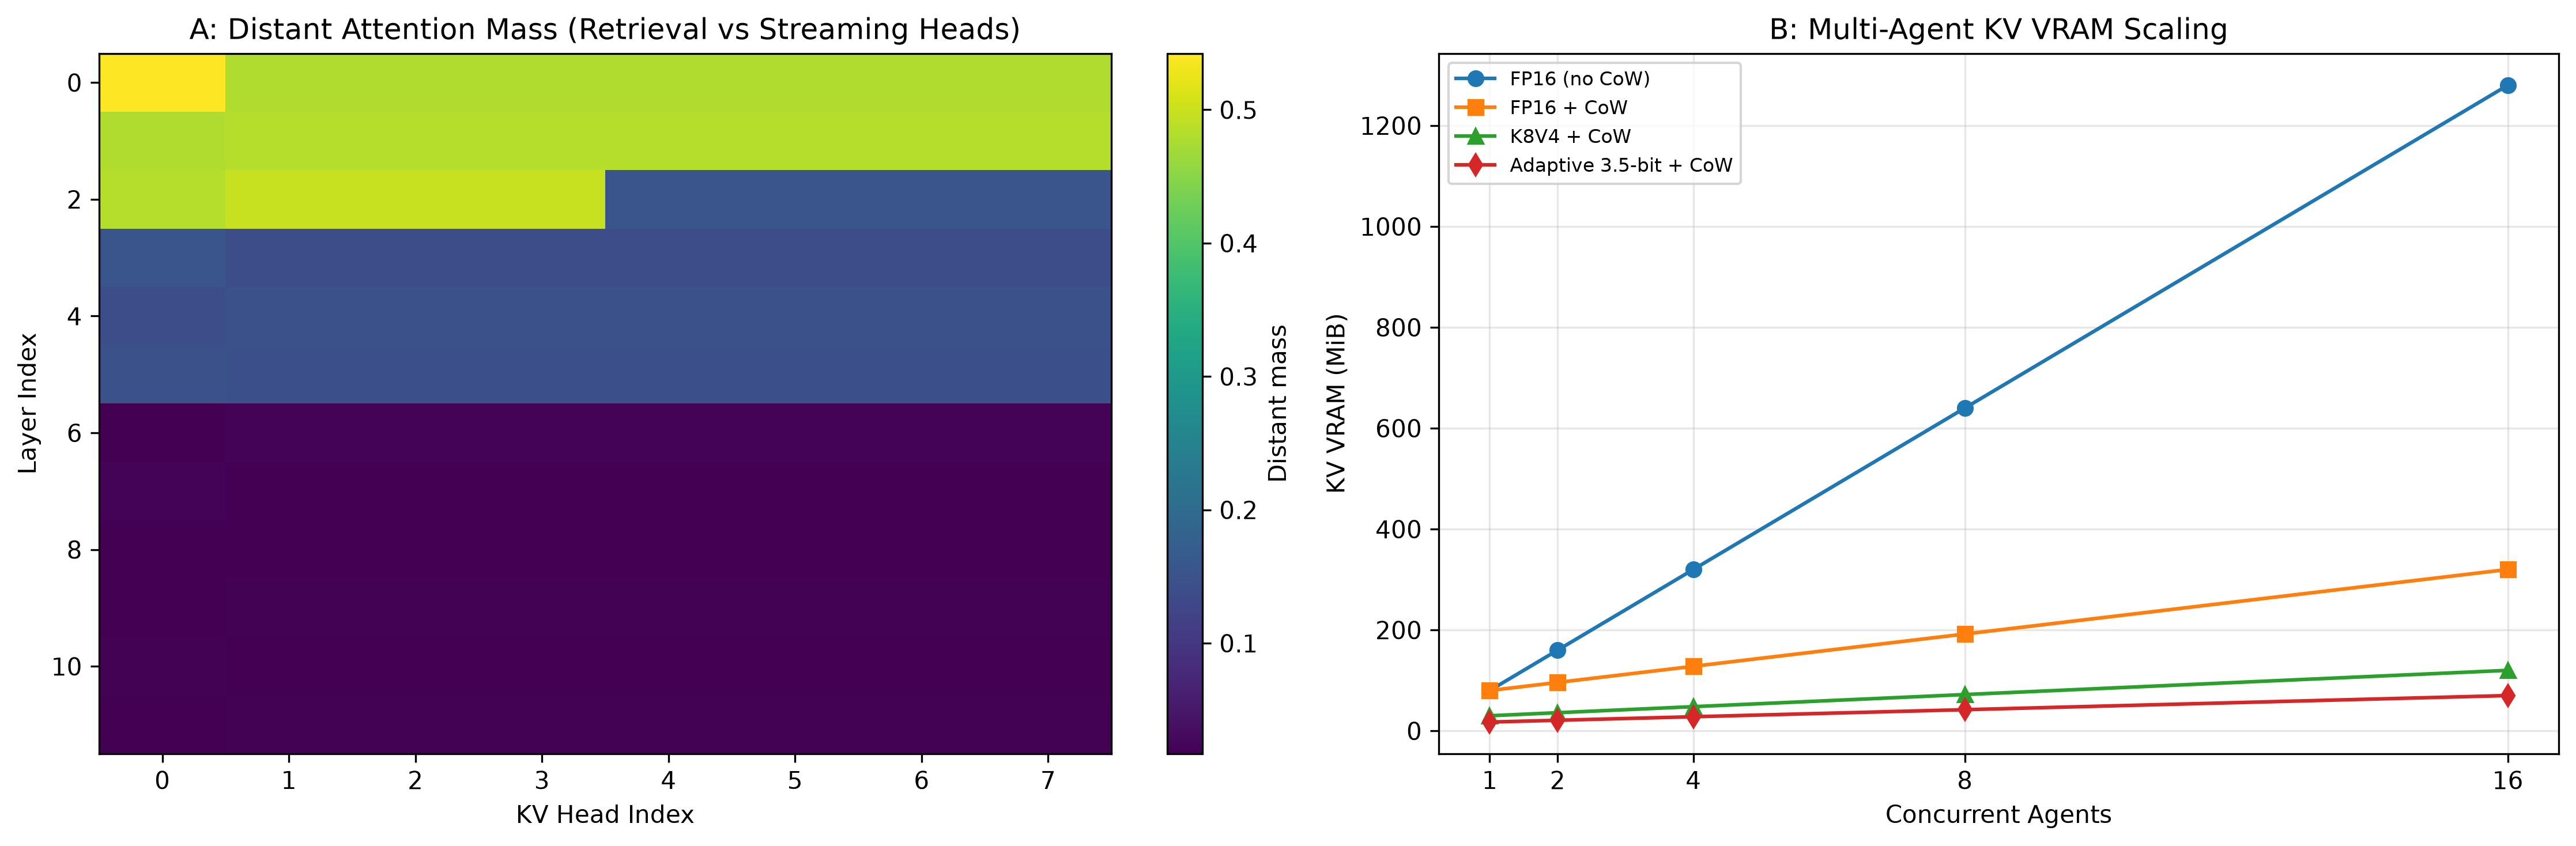 A: Distant Attention Mass (Retrieval vs Streaming Heads)
0
2
4
6
8
10
Layer Index
0 1 2 3 4 5 6 7
KV Head Index
0.5
0.4
0.3
0.2
0.1
Distant mass
B: Multi-Agent KV VRAM Scaling
FP16 (no CoW)
FP16 + CoW
K8V4 + CoW
Adaptive 3.5-bit + CoW
1200
1000
800
600
400
200
0
KV VRAM (MiB)
1 2 4 8 16
Concurrent Agents